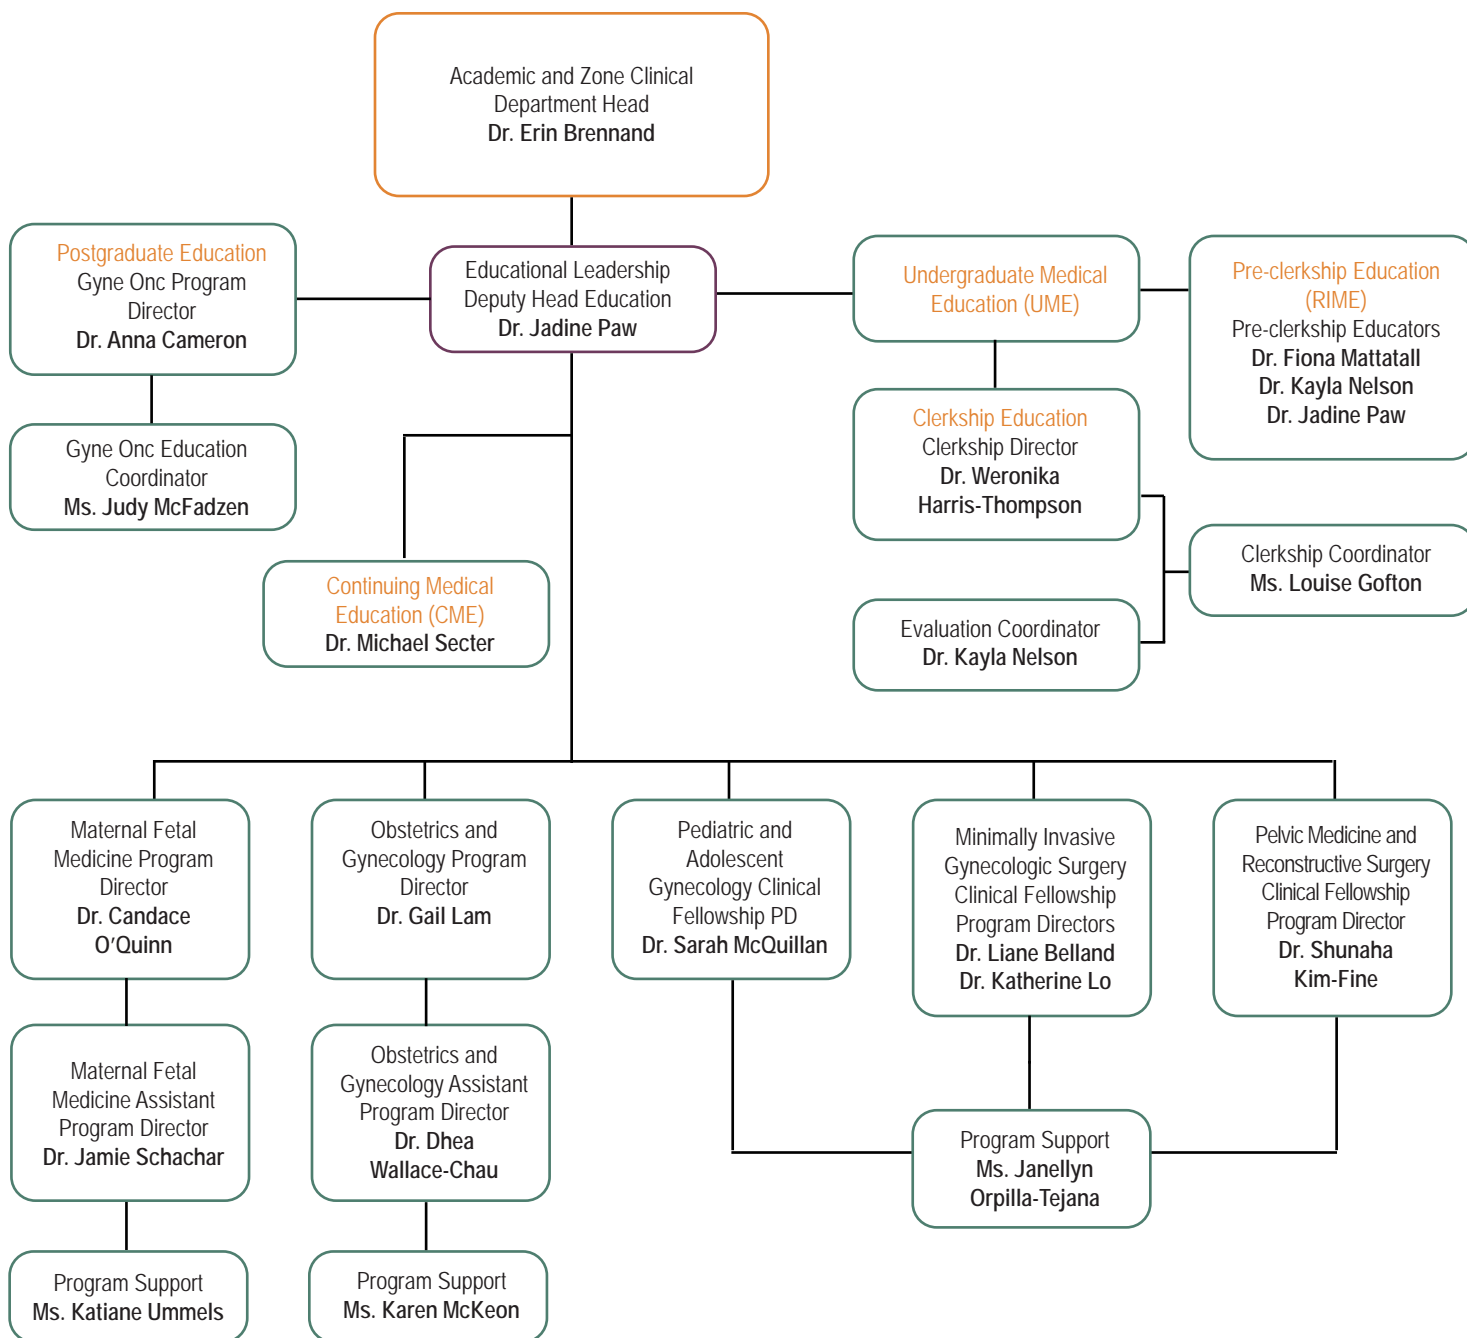 Academic and Zone Clinical
Department Head
Dr. Erin Brennand
Postgraduate Education
Gyne Onc Program
Director
Dr. Anna Cameron
Educational Leadership
Deputy Head Education
Dr. Jadine Paw
Undergraduate Medical
Education (UME)
Pre-clerkship Education
(RIME)
Pre-clerkship Educators
Dr. Fiona Mattatall
Dr. Kayla Nelson
Dr. Jadine Paw
Gyne Onc Education
Coordinator
Ms. Judy McFadzen
Clerkship Education
Clerkship Director
Dr. Weronika
Harris-Thompson
Continuing Medical
Education (CME)
Dr. Michael Secter
Clerkship Coordinator
Ms. Louise Gofton
Evaluation Coordinator
Dr. Kayla Nelson
Maternal Fetal
Medicine Program
Director
Dr. Candace
O'Quinn
Obstetrics and
Gynecology Program
Director
Dr. Gail Lam
Pediatric and
Adolescent
Gynecology Clinical
Fellowship PD
Dr. Sarah McQuillan
Minimally Invasive
Gynecologic Surgery
Clinical Fellowship
Program Directors
Dr. Liane Belland
Dr. Katherine Lo
Pelvic Medicine and
Reconstructive Surgery
Clinical Fellowship
Program Director
Dr. Shunaha
Kim-Fine
Maternal Fetal
Medicine Assistant
Program Director
Dr. Jamie Schachar
Obstetrics and
Gynecology Assistant
Program Director
Dr. Dhea
Wallace-Chau
Program Support
Ms. Janellyn
Orpilla-Tejana
Program Support
Ms. Katiane Ummels
Program Support
Ms. Karen McKeon